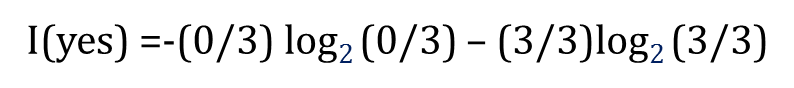 I(yes) =-(0/3) log₂ (0/3) – (3/3)log₂ (3/3)